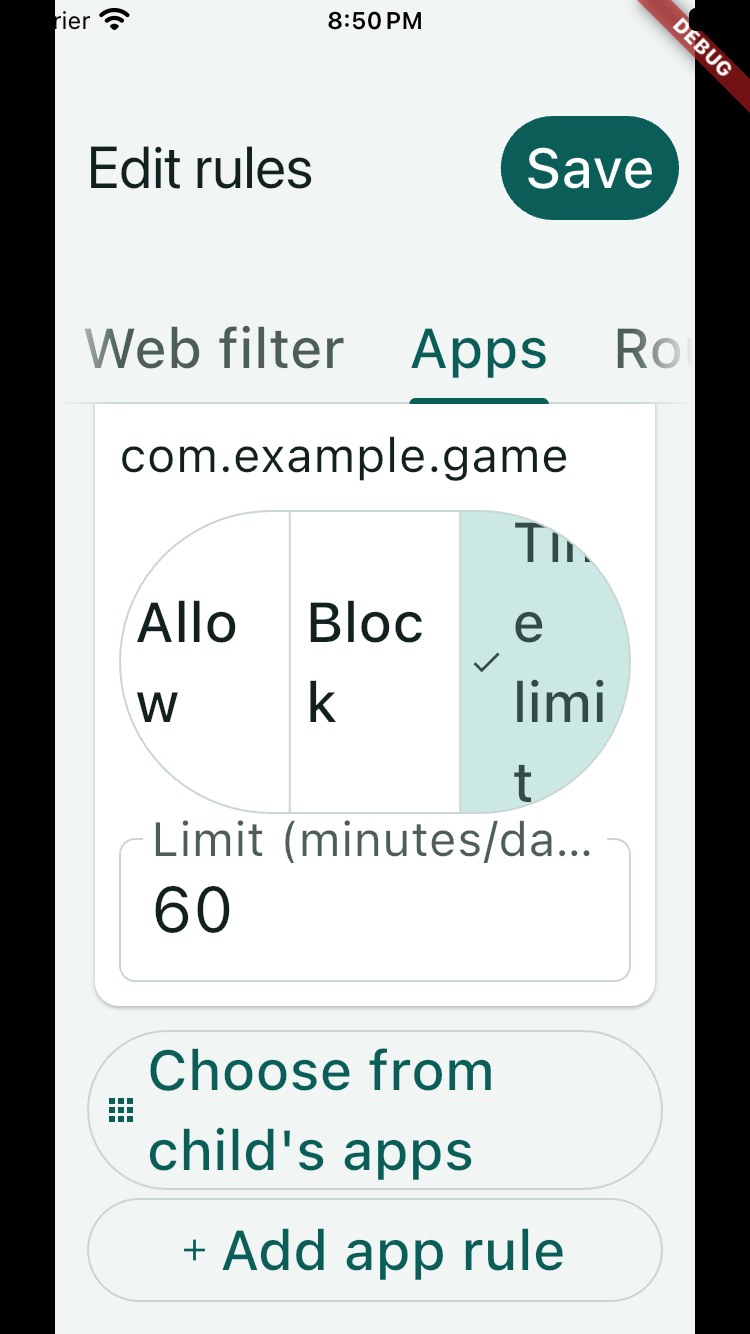 rier 8:50 PM
DEBUG
Edit rules
Save
Web filter Apps
com.example.game
Allo
w
Bloc
k
e
limi
t
Limit (minutes/da...
60
Choose from
child's apps
+ Add app rule